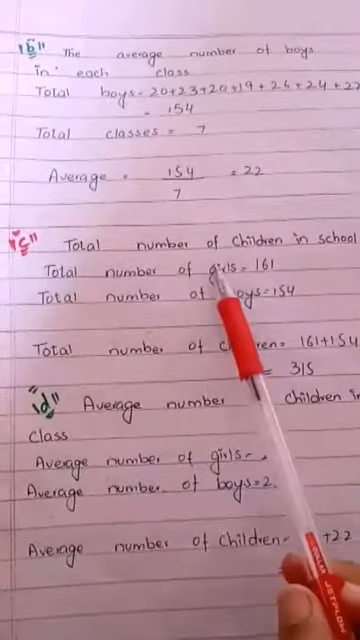 "b" The average number of boys
in each class
Total boys = 20+23+20+19+26+24+22
= 154
Total classes = 7
Average = 154 = 22
7
"c" Total number of Children in school
Total number of girls = 161
Total number of boys = 154
Total number of Children = 161+154
= 315
"d" Average number Children in
class
Average number of girls =
Average number of boys = 2
Average number of Children = +22
JETFLOW